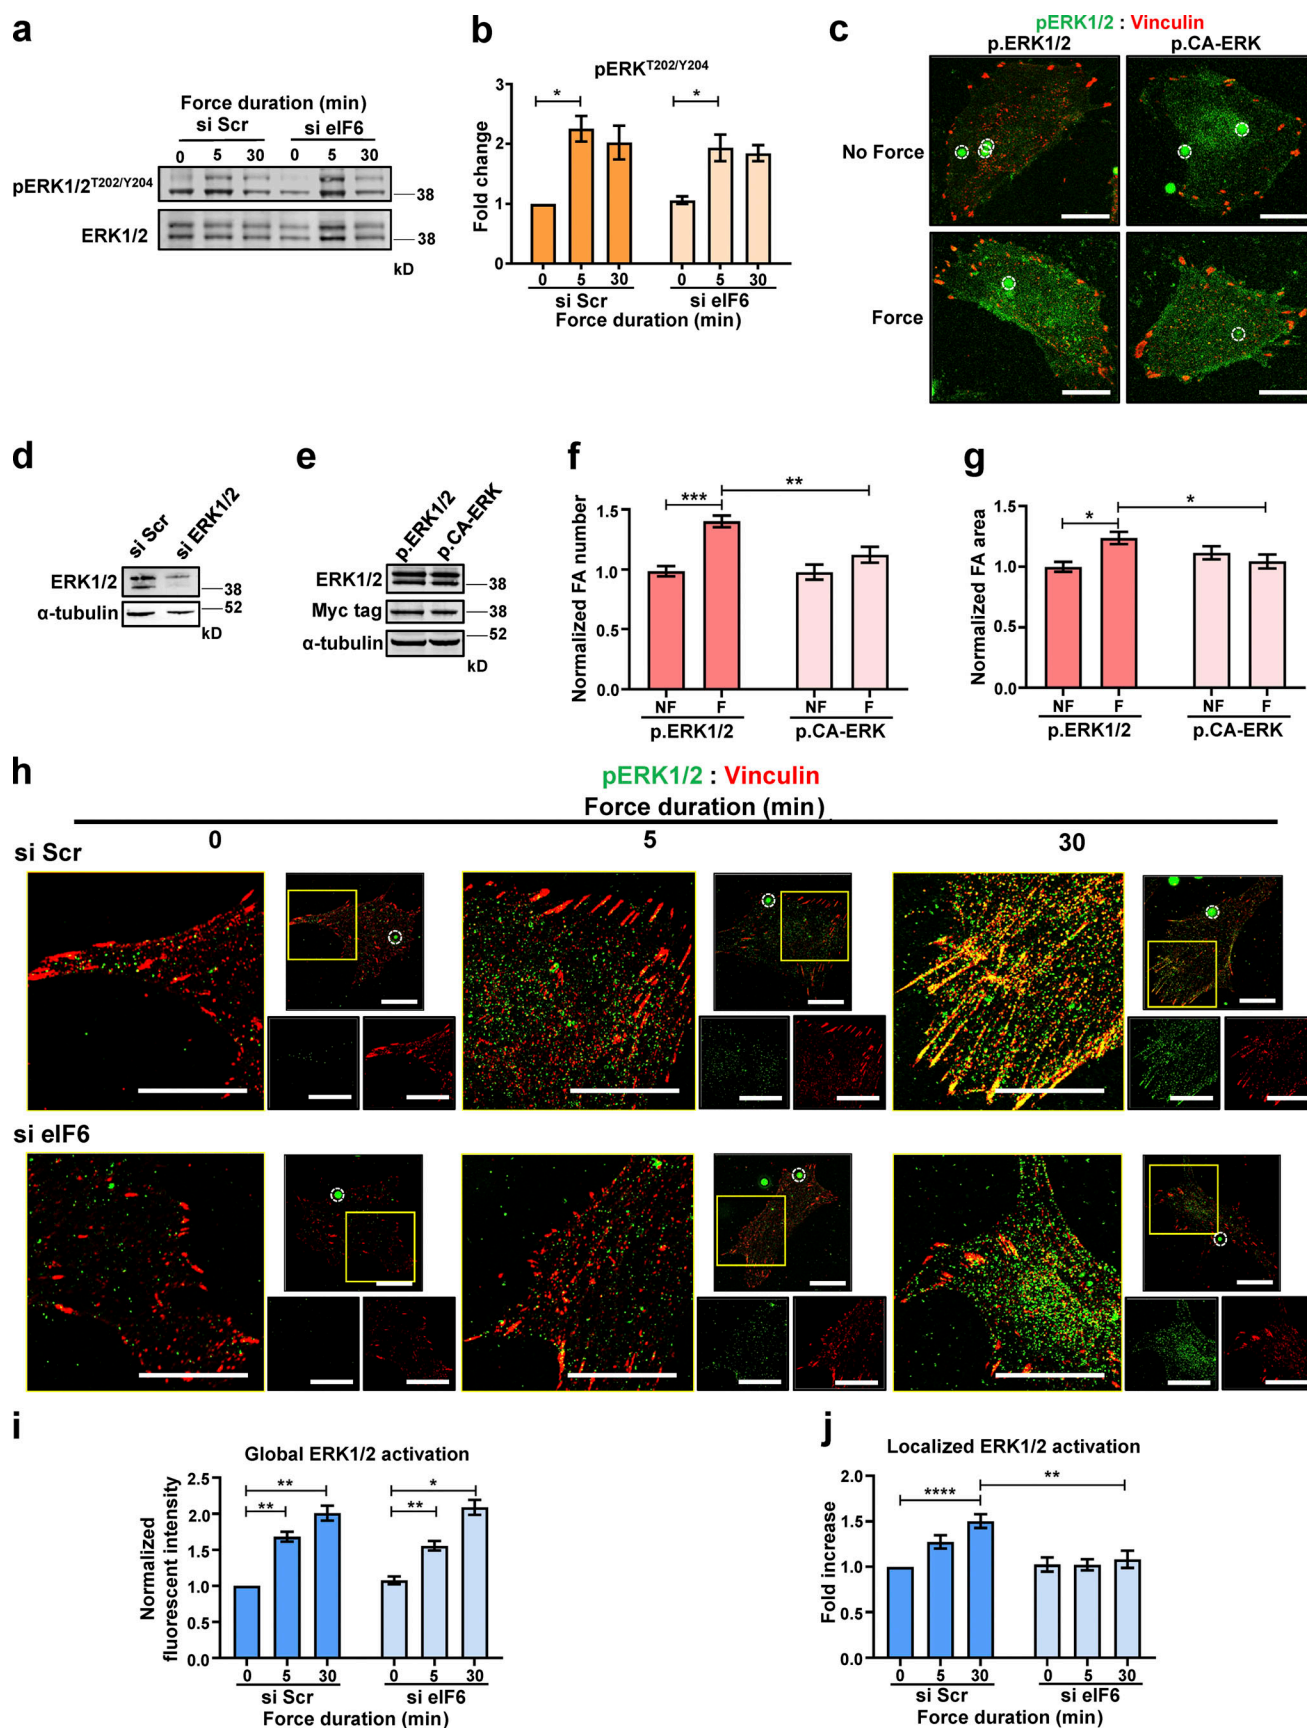 a
Force duration (min)
si Scr si eIF6
0 5 30 0 5 30
pERK1/2T202/Y204
38
ERK1/2
38
kD
b
pERKT202/Y204
* *
3
2
1
0
Fold change
0 5 30 0 5 30
si Scr si eIF6
Force duration (min)
c
pERK1/2 : Vinculin
p.ERK1/2 p.CA-ERK
No Force
Force
d
si Scr si ERK1/2
ERK1/2
38
α-tubulin
52
kD
e
p.ERK1/2 p.CA-ERK
ERK1/2
38
Myc tag
38
α-tubulin
52
kD
f
*** **
1.5
1.0
0.5
0.0
Normalized FA number
NF F NF F
p.ERK1/2 p.CA-ERK
g
* *
1.5
1.0
0.5
0.0
Normalized FA area
NF F NF F
p.ERK1/2 p.CA-ERK
h
pERK1/2 : Vinculin
Force duration (min)
0 5 30
si Scr
si eIF6
i
Global ERK1/2 activation
** ** * **
2.5
2.0
1.5
1.0
0.5
0.0
Normalized
fluorescent intensity
0 5 30 0 5 30
si Scr si eIF6
Force duration (min)
j
Localized ERK1/2 activation
**** **
2.0
1.5
1.0
0.5
0.0
Fold increase
0 5 30 0 5 30
si Scr si eIF6
Force duration (min)